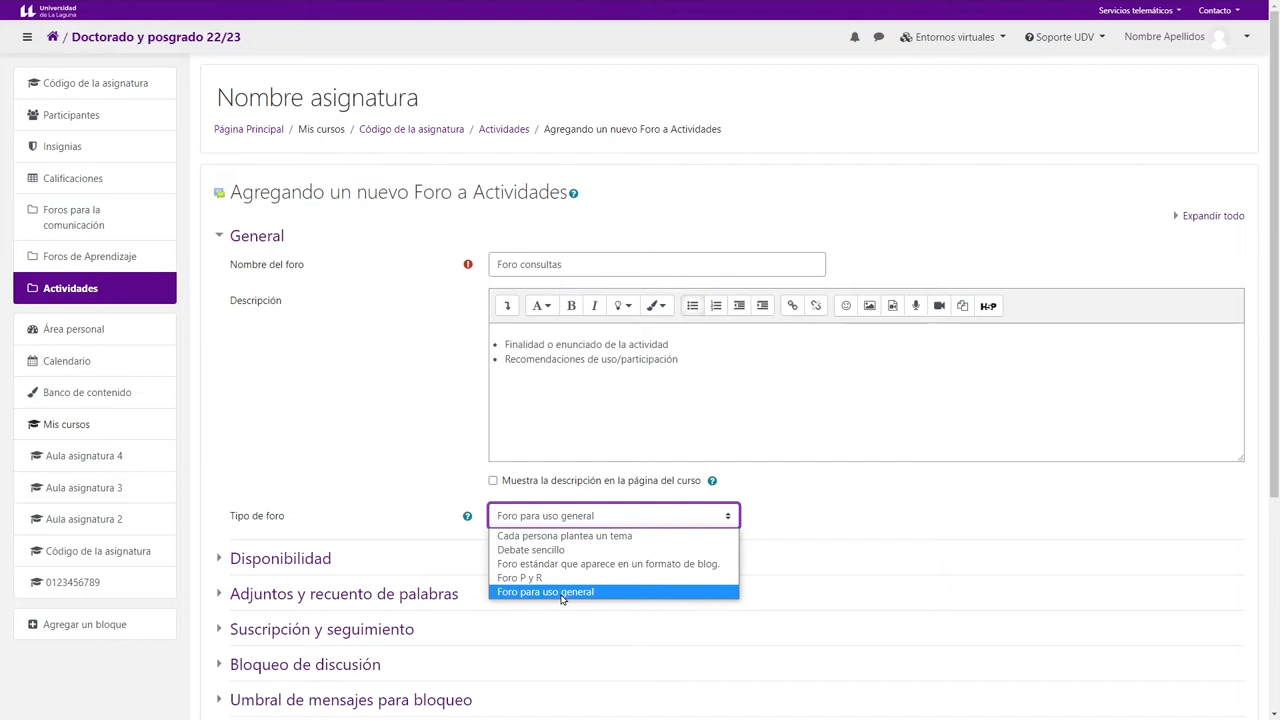 Universidad
de La Laguna
Servicios telemáticos
Contacto
/ Doctorado y posgrado 22/23
Entornos virtuales
Soporte UDV
Nombre Apellidos
Código de la asignatura
Participantes
Insignias
Calificaciones
Foros para la
comunicación
Foros de Aprendizaje
Actividades
Área personal
Calendario
Banco de contenido
Mis cursos
Aula asignatura 4
Aula asignatura 3
Aula asignatura 2
Código de la asignatura
0123456789
Agregar un bloque
Nombre asignatura
Página Principal / Mis cursos / Código de la asignatura / Actividades / Agregando un nuevo Foro a Actividades
Agregando un nuevo Foro a Actividades
Expandir todo
General
Nombre del foro
Foro consultas
Descripción
A
B
I
H-P
• Finalidad o enunciado de la actividad
• Recomendaciones de uso/participación
Muestra la descripción en la página del curso
Tipo de foro
Foro para uso general
Cada persona plantea un tema
Debate sencillo
Foro estándar que aparece en un formato de blog.
Foro P y R
Foro para uso general
Disponibilidad
Adjuntos y recuento de palabras
Suscripción y seguimiento
Bloqueo de discusión
Umbral de mensajes para bloqueo